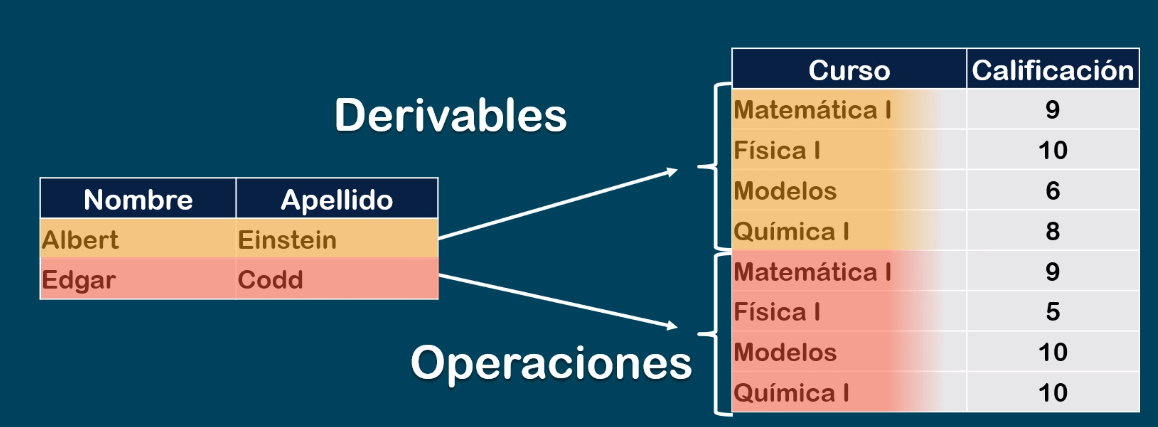 Derivables
Nombre Apellido
Albert Einstein
Edgar Codd
Operaciones
Curso Calificación
Matemática I 9
Física I 10
Modelos 6
Química I 8
Matemática I 9
Física I 5
Modelos 10
Química I 10